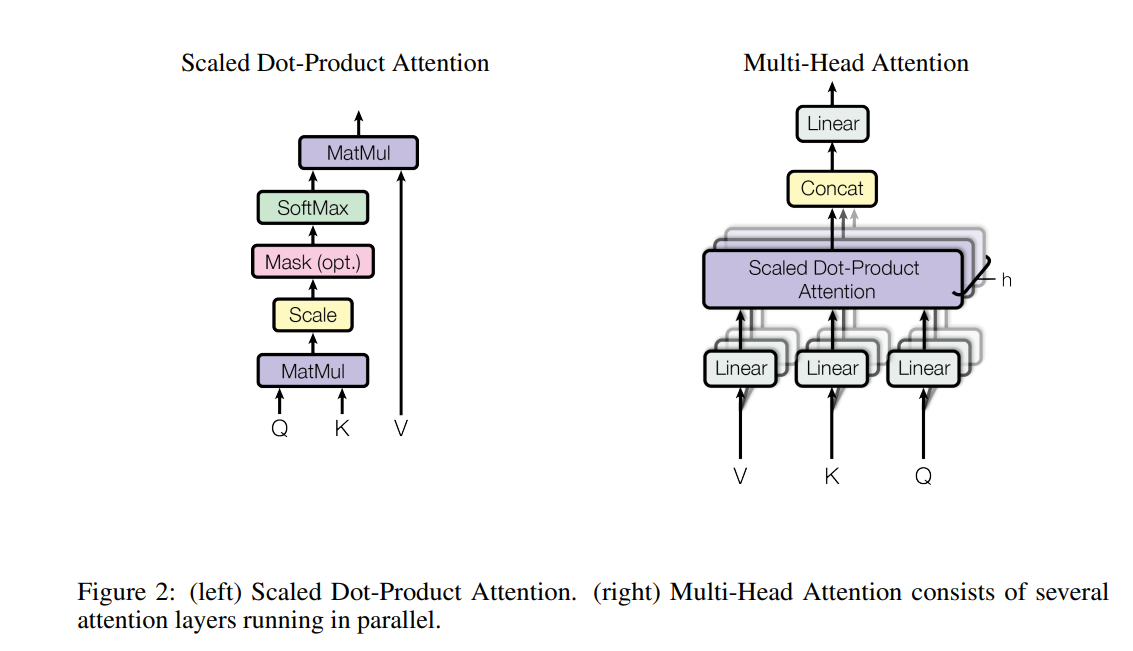 Scaled Dot-Product Attention
MatMul
SoftMax
Mask (opt.)
Scale
MatMul
Q K V
Multi-Head Attention
Linear
Concat
Scaled Dot-Product
Attention
h
Linear Linear Linear
V K Q
Figure 2: (left) Scaled Dot-Product Attention. (right) Multi-Head Attention consists of several
attention layers running in parallel.